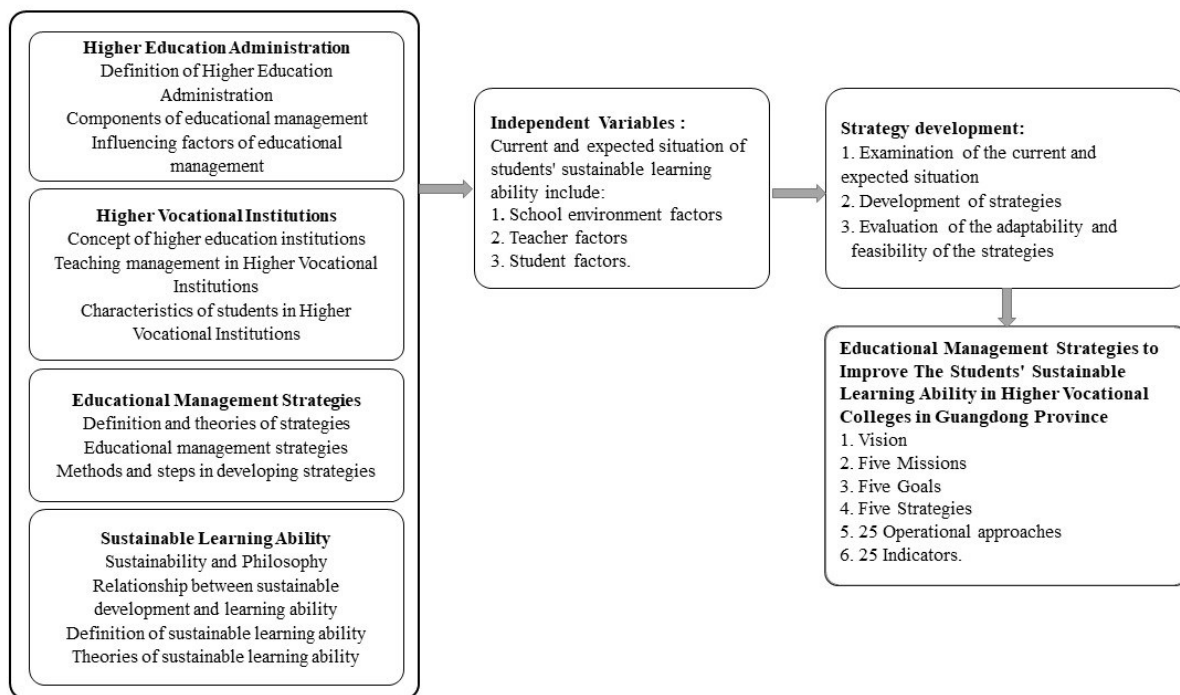 Higher Education Administration
Definition of Higher Education
Administration
Components of educational management
Influencing factors of educational
management
Higher Vocational Institutions
Concept of higher education institutions
Teaching management in Higher Vocational
Institutions
Characteristics of students in Higher
Vocational Institutions
Educational Management Strategies
Definition and theories of strategies
Educational management strategies
Methods and steps in developing strategies
Sustainable Learning Ability
Sustainability and Philosophy
Relationship between sustainable
development and learning ability
Definition of sustainable learning ability
Theories of sustainable learning ability
Independent Variables :
Current and expected situation of
students' sustainable learning
ability include:
1. School environment factors
2. Teacher factors
3. Student factors.
Strategy development:
1. Examination of the current and
expected situation
2. Development of strategies
3. Evaluation of the adaptability and
feasibility of the strategies
Educational Management Strategies to
Improve The Students' Sustainable
Learning Ability in Higher Vocational
Colleges in Guangdong Province
1. Vision
2. Five Missions
3. Five Goals
4. Five Strategies
5. 25 Operational approaches
6. 25 Indicators.